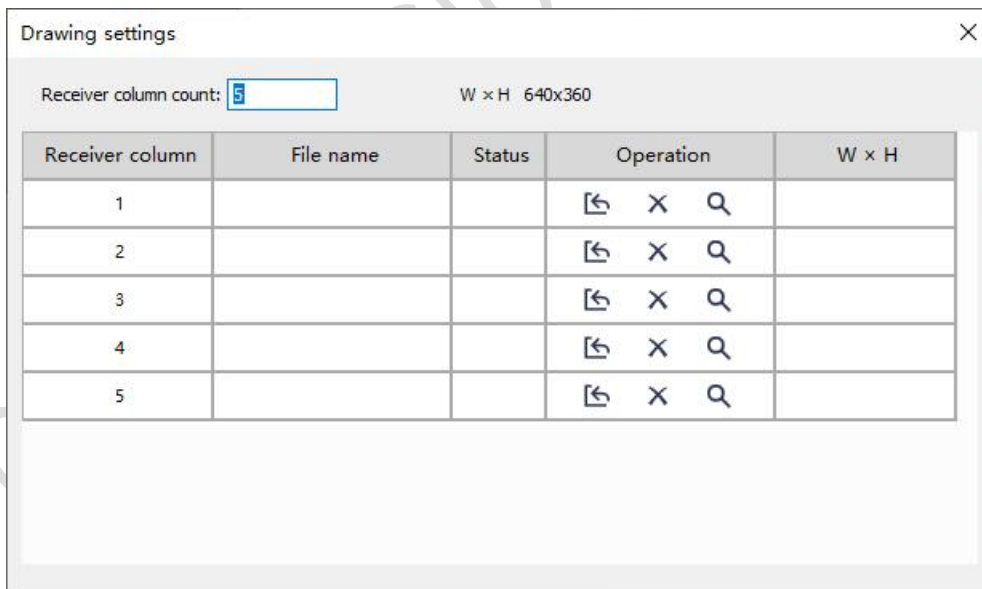 Drawing settings
Receiver column count: 5 W × H 640x360
Receiver column File name Status Operation W × H
1
2
3
4
5